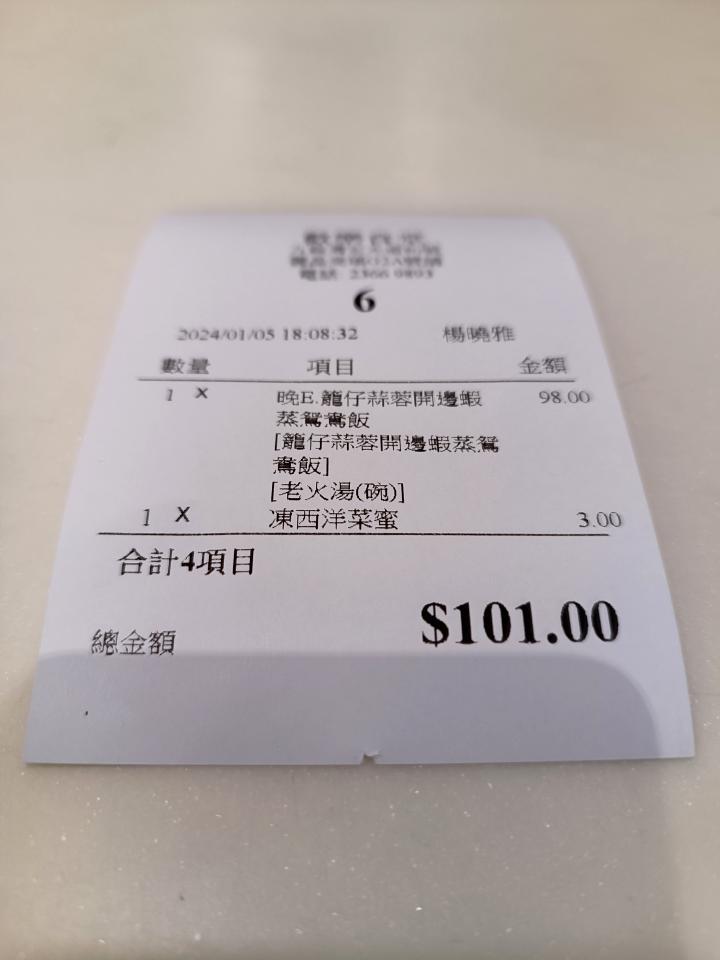 6
2024/01/05 18:08:32 楊曉雅
數量 項目 金額
1 X 晚E.籠仔蒜蓉開邊蝦 98.00
蒸鴛鴦飯
[籠仔蒜蓉開邊蝦蒸鴛
鴦飯]
[老火湯(碗)]
1 X 凍西洋菜蜜 3.00
合計4項目
總金額 $101.00